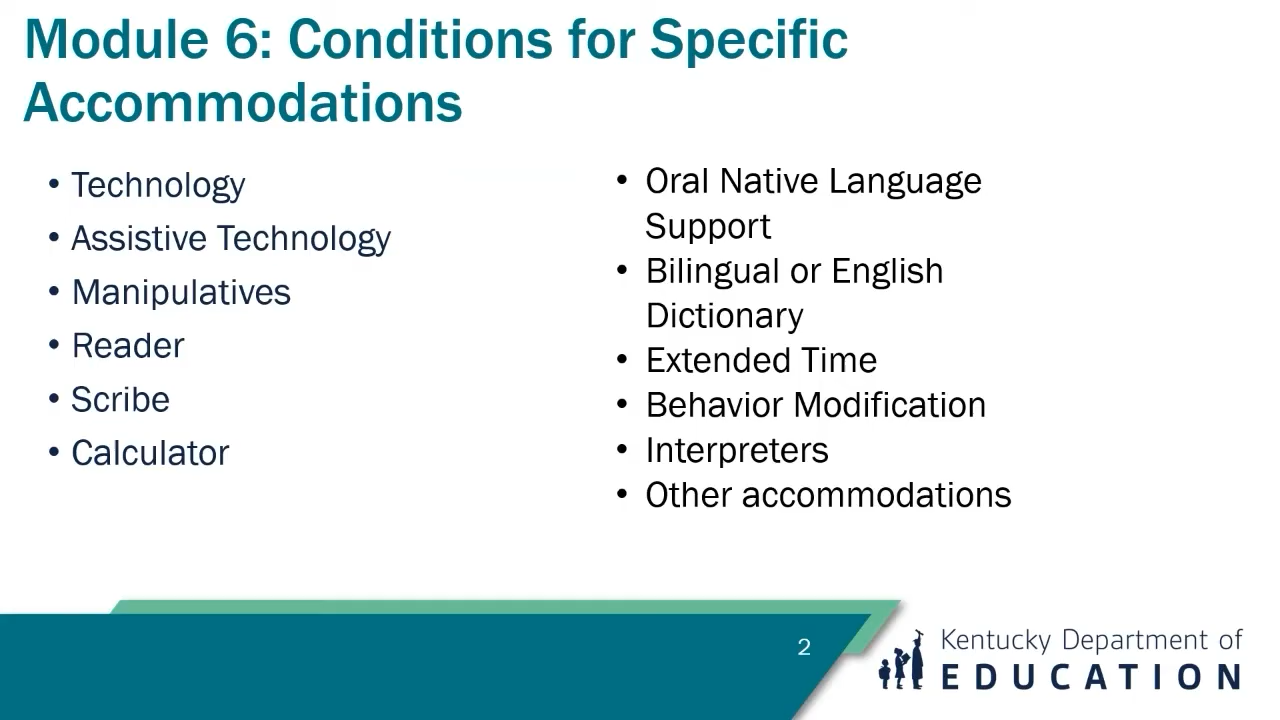 Module 6: Conditions for Specific
Accommodations
• Technology
• Assistive Technology
• Manipulatives
• Reader
• Scribe
• Calculator
• Oral Native Language
Support
• Bilingual or English
Dictionary
• Extended Time
• Behavior Modification
• Interpreters
• Other accommodations
2
Kentucky Department of
EDUCATION